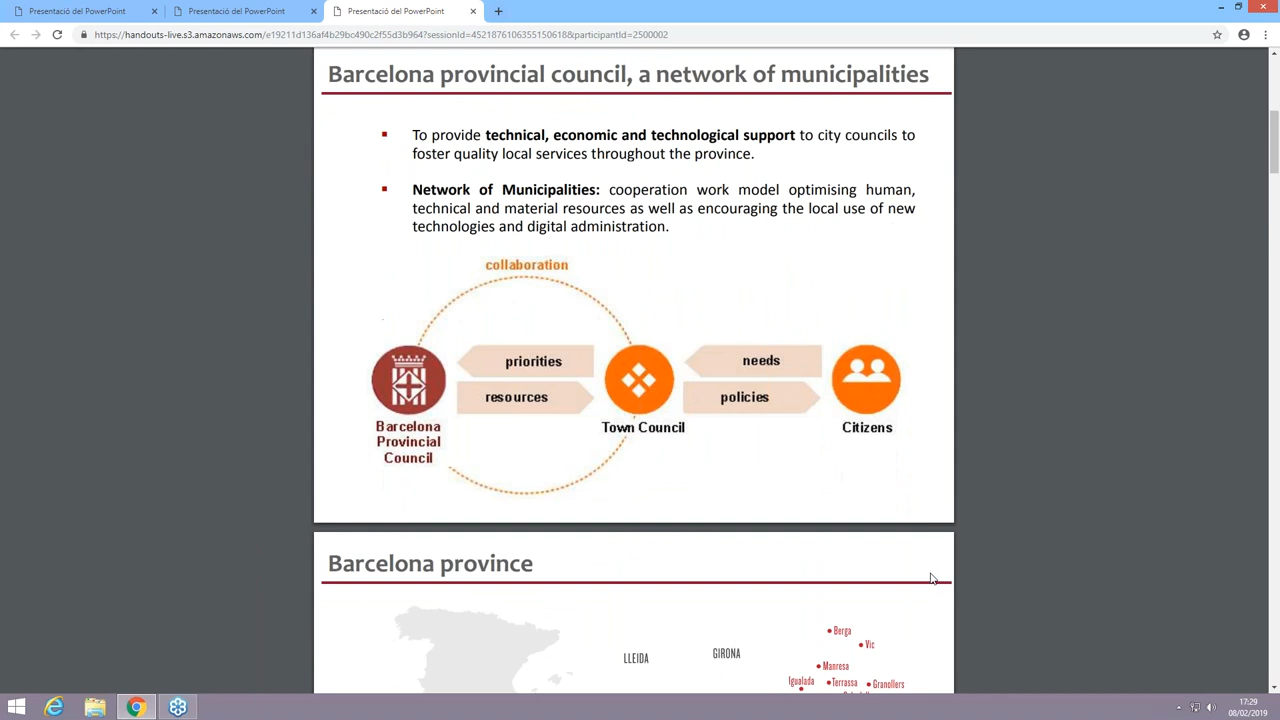 Presentació del PowerPoint
Presentació del PowerPoint
Presentació del PowerPoint
https://handouts-live.s3.amazonaws.com/e19211d136af4b29bc490c2f55d3b964?sessionId=4521876106355150618&participantId=2500002
Barcelona provincial council, a network of municipalities
To provide technical, economic and technological support to city councils to
foster quality local services throughout the province.
Network of Municipalities: cooperation work model optimising human,
technical and material resources as well as encouraging the local use of new
technologies and digital administration.
collaboration
priorities
needs
resources
policies
Barcelona
Provincial
Council
Town Council
Citizens
Barcelona province
Berga
Vic
LLEIDA
GIRONA
Manresa
Igualada
Terrassa
Granollers
17:29
08/02/2019